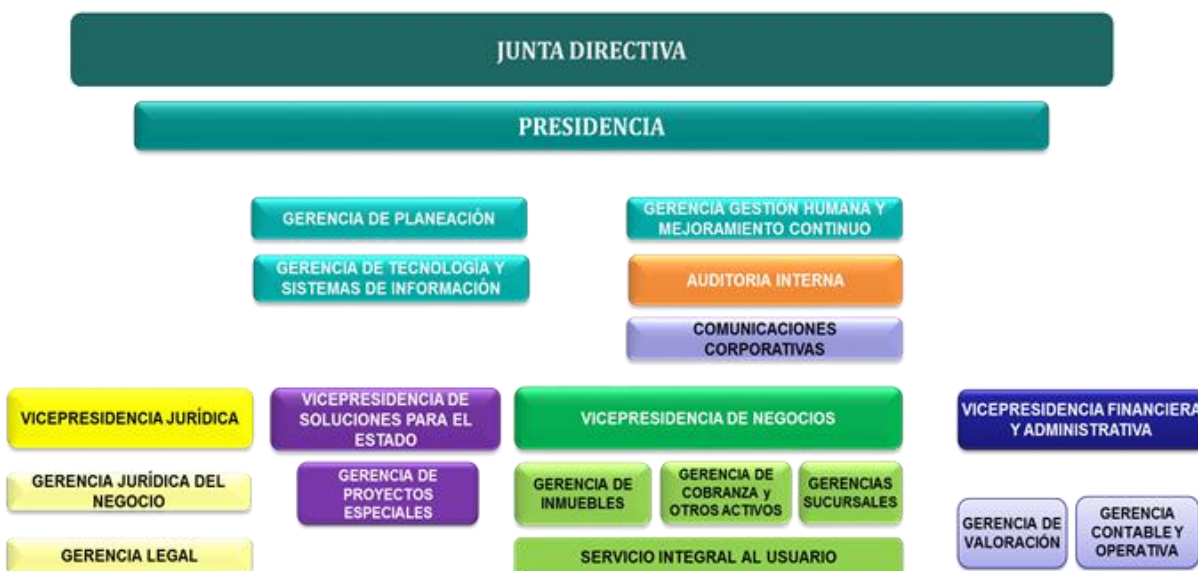 JUNTA DIRECTIVA
PRESIDENCIA
GERENCIA DE PLANEACIÓN
GERENCIA GESTIÓN HUMANA Y
MEJORAMIENTO CONTINUO
GERENCIA DE TECNOLOGÍA Y
SISTEMAS DE INFORMACIÓN
AUDITORIA INTERNA
COMUNICACIONES
CORPORATIVAS
VICEPRESIDENCIA JURÍDICA
VICEPRESIDENCIA DE
SOLUCIONES PARA EL
ESTADO
VICEPRESIDENCIA DE NEGOCIOS
VICEPRESIDENCIA FINANCIERA
Y ADMINISTRATIVA
GERENCIA JURÍDICA DEL
NEGOCIO
GERENCIA DE
PROYECTOS
ESPECIALES
GERENCIA DE
INMUEBLES
GERENCIA DE
COBRANZA y
OTROS ACTIVOS
GERENCIAS
SUCURSALES
GERENCIA DE
VALORACIÓN
GERENCIA
CONTABLE Y
OPERATIVA
GERENCIA LEGAL
SERVICIO INTEGRAL AL USUARIO